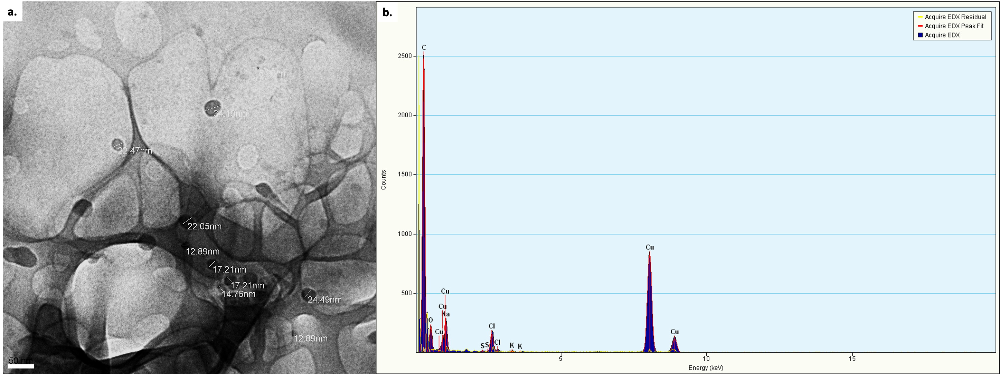 a.
6.90nm
34.19nm
22.47nm
22.05nm
12.89nm
17.21nm
17.21nm
14.76nm
24.49nm
12.89nm
50 nm
b.
Acquire EDX Residual
Acquire EDX Peak Fit
Acquire EDX
C
2500
2000
1500
1000
500
Counts
Cu
Cu
Cu
Na
O
Cu
S S
Cl
Cl
K K
Cu
5
10
15
Energy (keV)